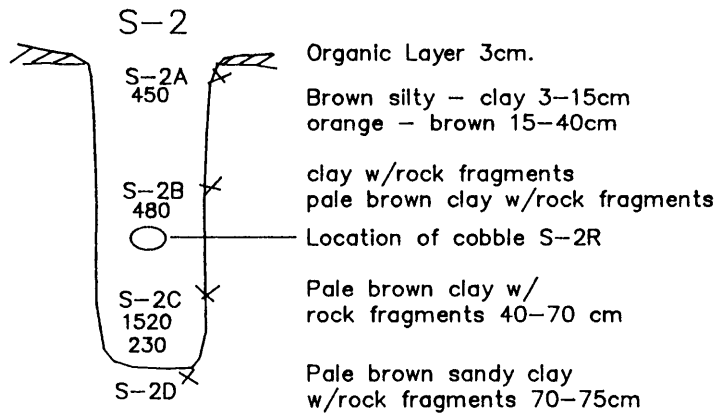 S-2
Organic Layer 3cm.
S-2A
450
Brown silty - clay 3-15cm
orange - brown 15-40cm
clay w/rock fragments
S-2B
480
pale brown clay w/rock fragments
Location of cobble S-2R
S-2C
1520
230
Pale brown clay w/
rock fragments 40-70 cm
S-2D
Pale brown sandy clay
w/rock fragments 70-75cm